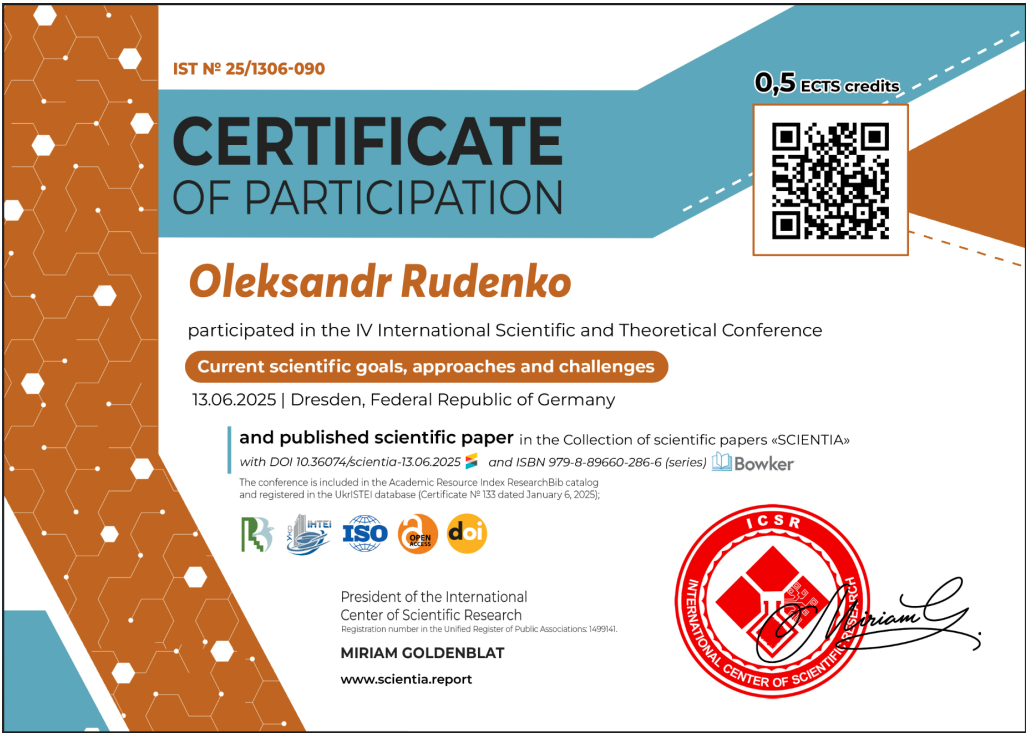 IST № 25/1306-090
0,5 ECTS credits
CERTIFICATE
OF PARTICIPATION
Oleksandr Rudenko
participated in the IV International Scientific and Theoretical Conference
Current scientific goals, approaches and challenges
13.06.2025 | Dresden, Federal Republic of Germany
and published scientific paper in the Collection of scientific papers «SCIENTIA»
with DOI 10.36074/scientia-13.06.2025 and ISBN 979-8-89660-286-6 (series) Bowker
The conference is included in the Academic Resource Index ResearchBib catalog
and registered in the UkrISTEI database (Certificate № 133 dated January 6, 2025);
Укр ІНТЕІ ISO a OPEN ACCESS doi
ICSR
INTERNATIONAL CENTER OF SCIENTIFIC RESEARCH
Miriam G.
President of the International
Center of Scientific Research
Registration number in the Unified Register of Public Associations: 1499141.
MIRIAM GOLDENBLAT
www.scientia.report